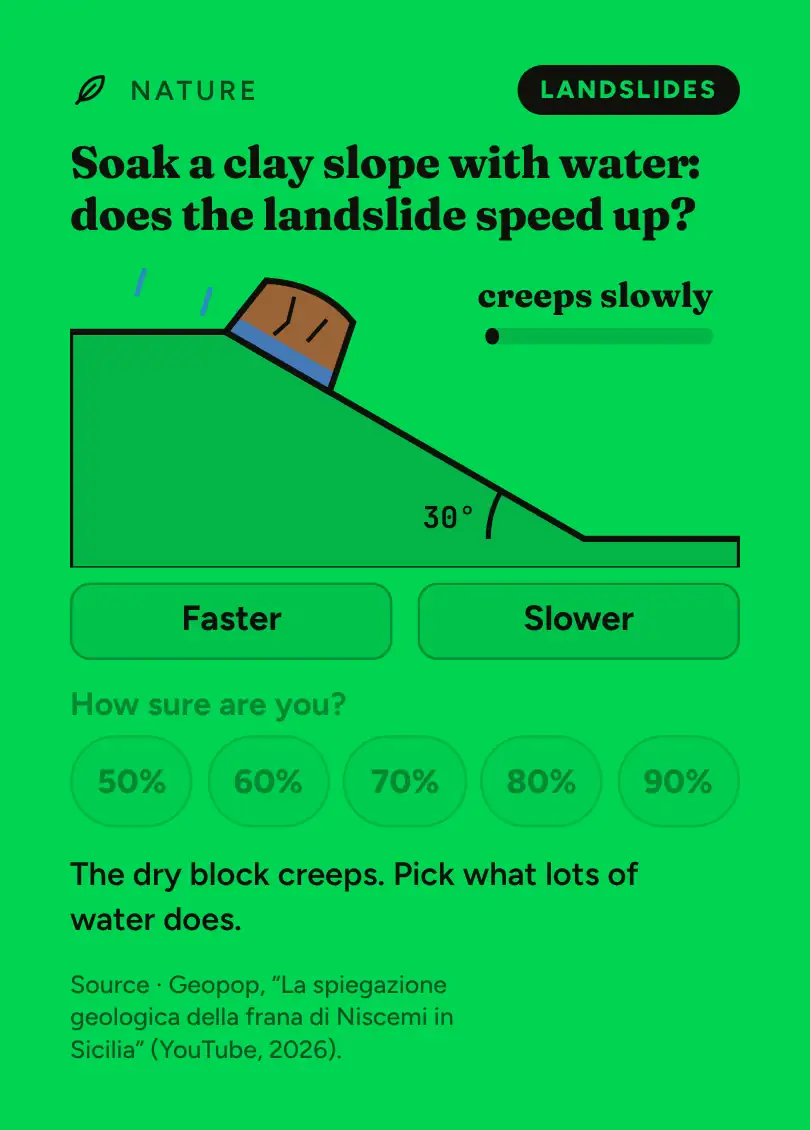 NATURE
LANDSLIDES
Soak a clay slope with water:
does the landslide speed up?
creeps slowly
30°
Faster
Slower
How sure are you?
50%
60%
70%
80%
90%
The dry block creeps. Pick what lots of
water does.
Source · Geopop, “La spiegazione
geologica della frana di Niscemi in
Sicilia” (YouTube, 2026).